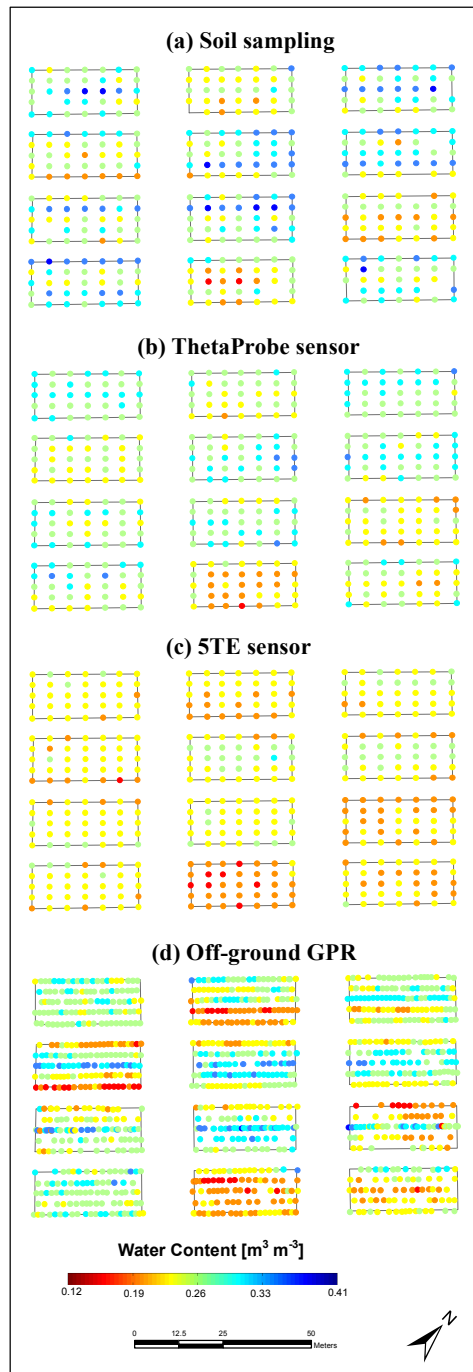 (a) Soil sampling
(b) ThetaProbe sensor
(c) 5TE sensor
(d) Off-ground GPR
Water Content [m³ m⁻³]
0.12 0.19 0.26 0.33 0.41
0 12.5 25 50
Meters
N